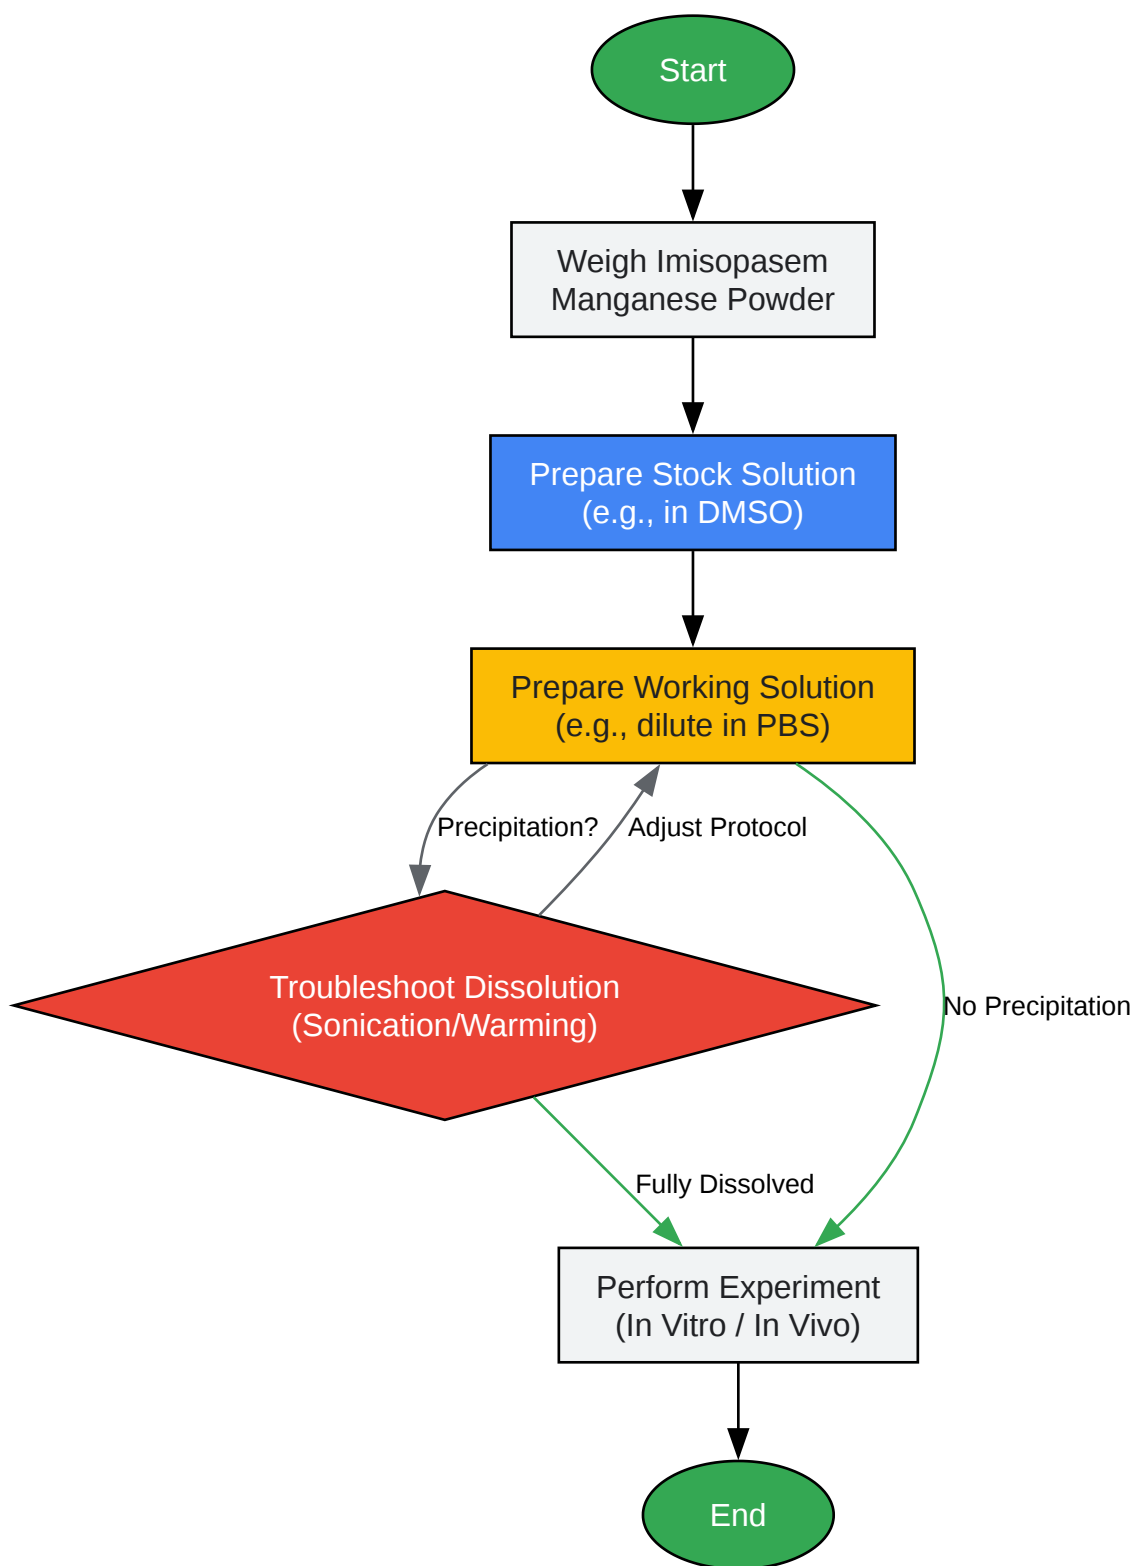 Start
Weigh Imisopasem
Manganese Powder
Prepare Stock Solution
(e.g., in DMSO)
Prepare Working Solution
(e.g., dilute in PBS)
Precipitation?
Adjust Protocol
Troubleshoot Dissolution
(Sonication/Warming)
No Precipitation
Fully Dissolved
Perform Experiment
(In Vitro / In Vivo)
End